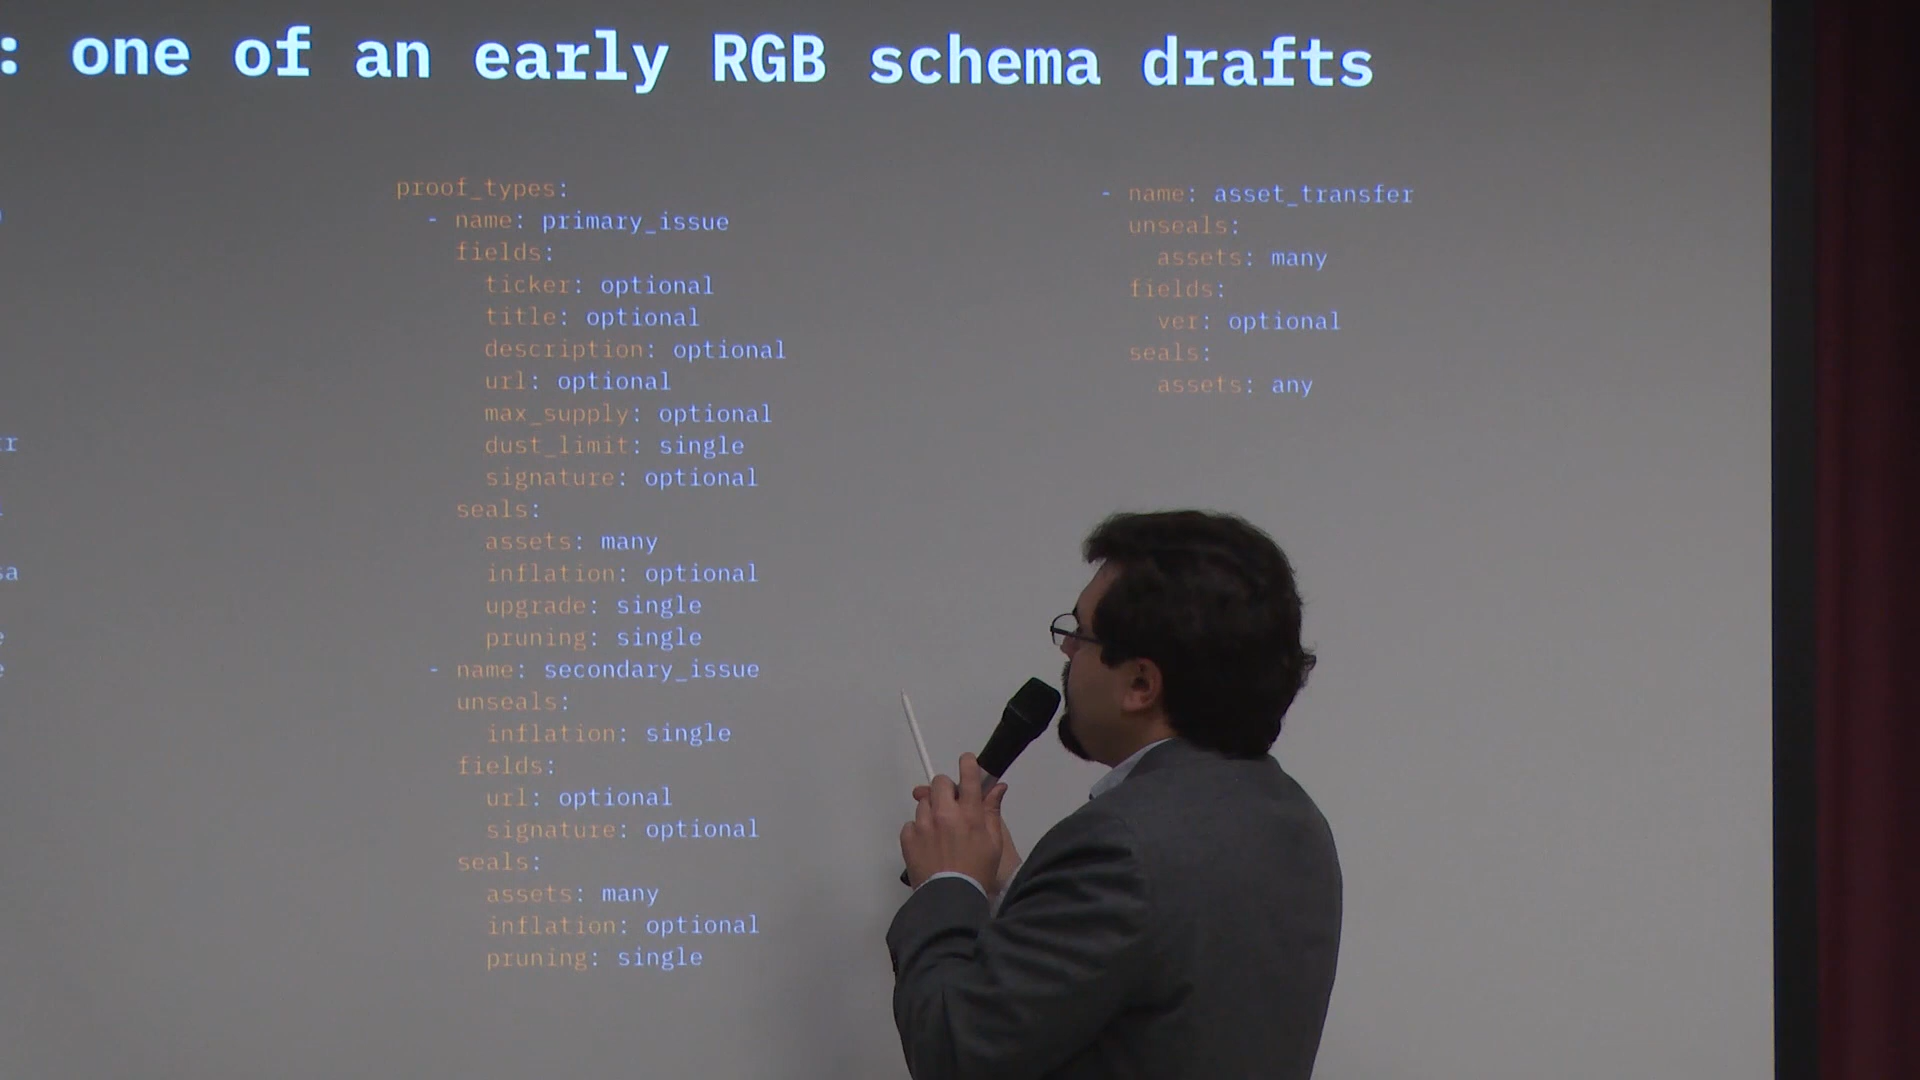 : one of an early RGB schema drafts
proof_types:
- name: primary_issue
fields:
ticker: optional
title: optional
description: optional
url: optional
max_supply: optional
dust_limit: single
signature: optional
seals:
assets: many
inflation: optional
upgrade: single
pruning: single
- name: secondary_issue
unseals:
inflation: single
fields:
url: optional
signature: optional
seals:
assets: many
inflation: optional
pruning: single
- name: asset_transfer
unseals:
assets: many
fields:
ver: optional
seals:
assets: any